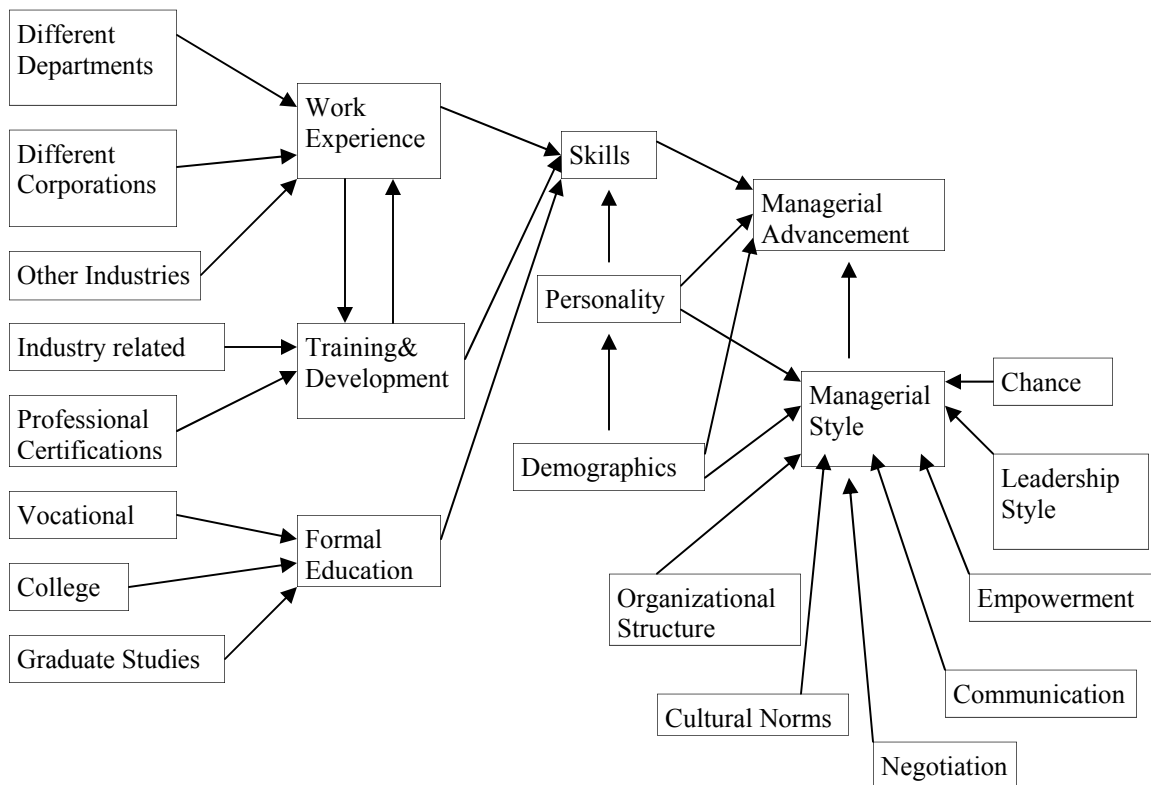 Different
Departments
Work
Experience
Different
Corporations
Skills
Managerial
Advancement
Other Industries
Personality
Industry related
Training&
Development
Chance
Managerial
Style
Professional
Certifications
Demographics
Leadership
Style
Vocational
Formal
Education
College
Organizational
Structure
Empowerment
Graduate Studies
Communication
Cultural Norms
Negotiation